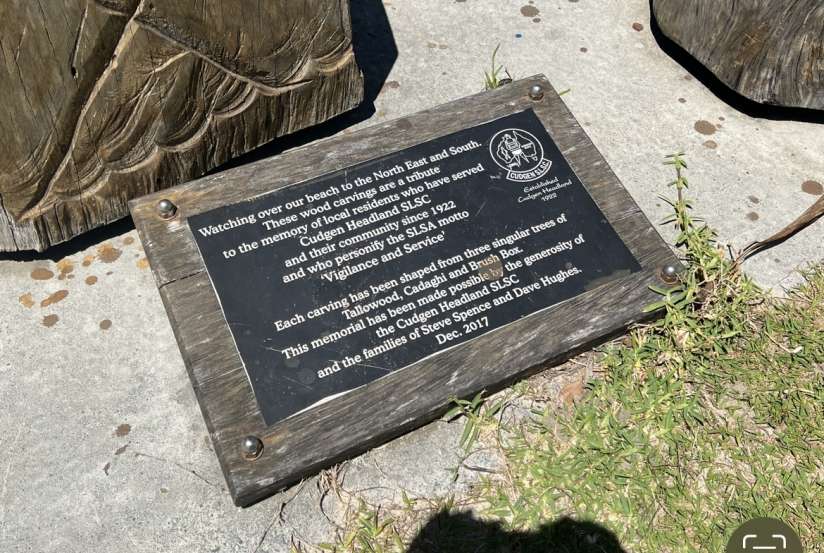 Watching over our beach to the North East and South.
These wood carvings are a tribute
to the memory of local residents who have served
Cudgen Headland SLSC
and their community since 1922
and who personify the SLSA motto
'Vigilance and Service'
Each carving has been shaped from three singular trees of
Tallowood, Cadaghi and Brush Box.
This memorial has been made possible by the generosity of
the Cudgen Headland SLSC
and the families of Steve Spence and Dave Hughes.
Dec. 2017
CUDGEN SLSC
Established
Cudgen Headland
1922